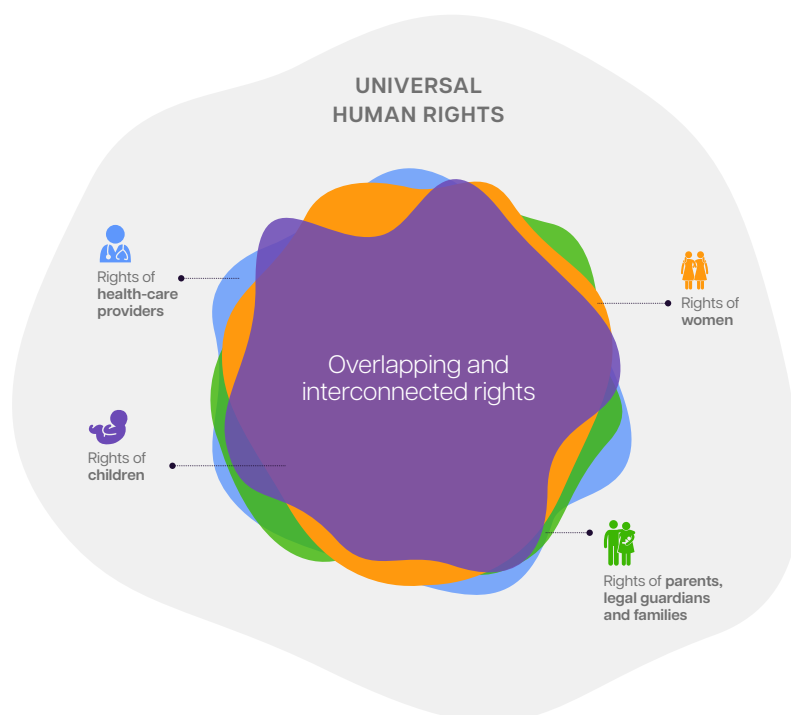 UNIVERSAL
HUMAN RIGHTS
Rights of
health-care
providers
Rights of
women
Overlapping and
interconnected rights
Rights of
children
Rights of parents,
legal guardians
and families